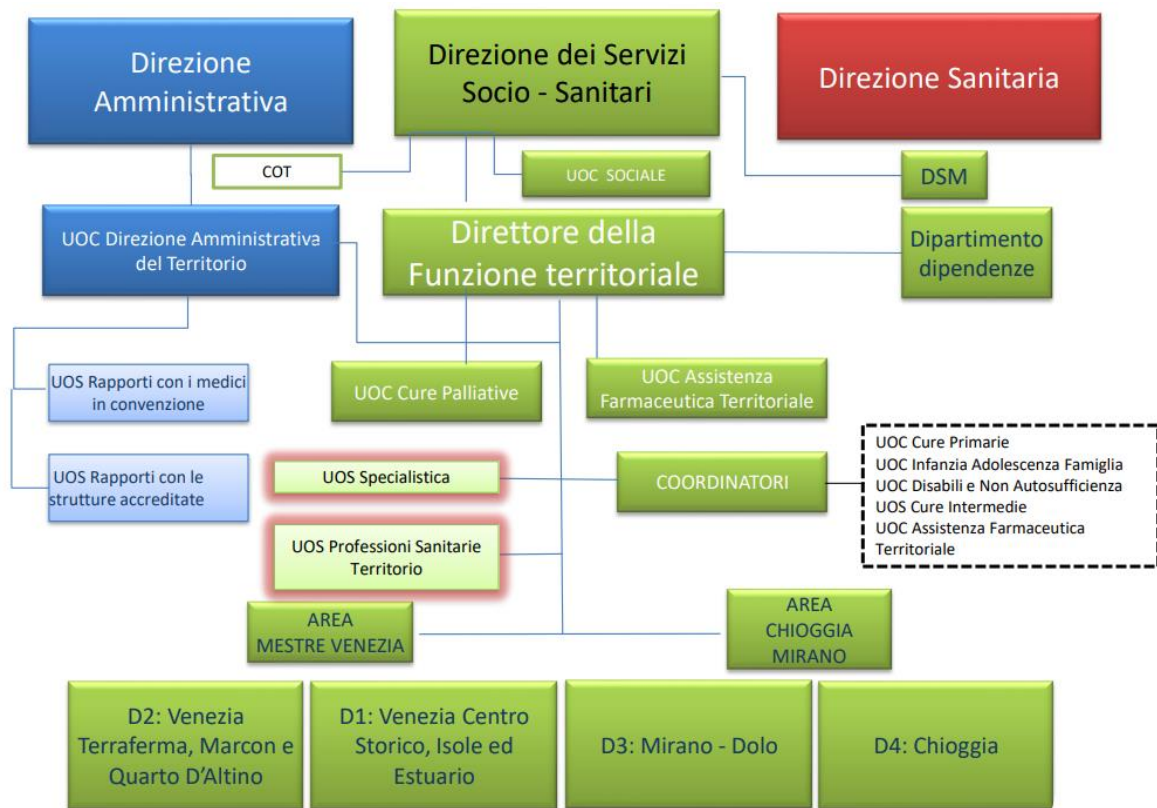 Direzione
Amministrativa
Direzione dei Servizi
Socio - Sanitari
Direzione Sanitaria
COT
UOC SOCIALE
DSM
UOC Direzione Amministrativa
del Territorio
Direttore della
Funzione territoriale
Dipartimento
dipendenze
UOS Rapporti con i medici
in convenzione
UOC Cure Palliative
UOC Assistenza
Farmaceutica Territoriale
UOS Rapporti con le
strutture accreditate
UOS Specialistica
COORDINATORI
UOC Cure Primarie
UOC Infanzia Adolescenza Famiglia
UOC Disabili e Non Autosufficienza
UOS Cure Intermedie
UOC Assistenza Farmaceutica
Territoriale
UOS Professioni Sanitarie
Territorio
AREA
MESTRE VENEZIA
AREA
CHIOGGIA
MIRANO
D2: Venezia
Terraferma, Marcon e
Quarto D’Altino
D1: Venezia Centro
Storico, Isole ed
Estuario
D3: Mirano - Dolo
D4: Chioggia